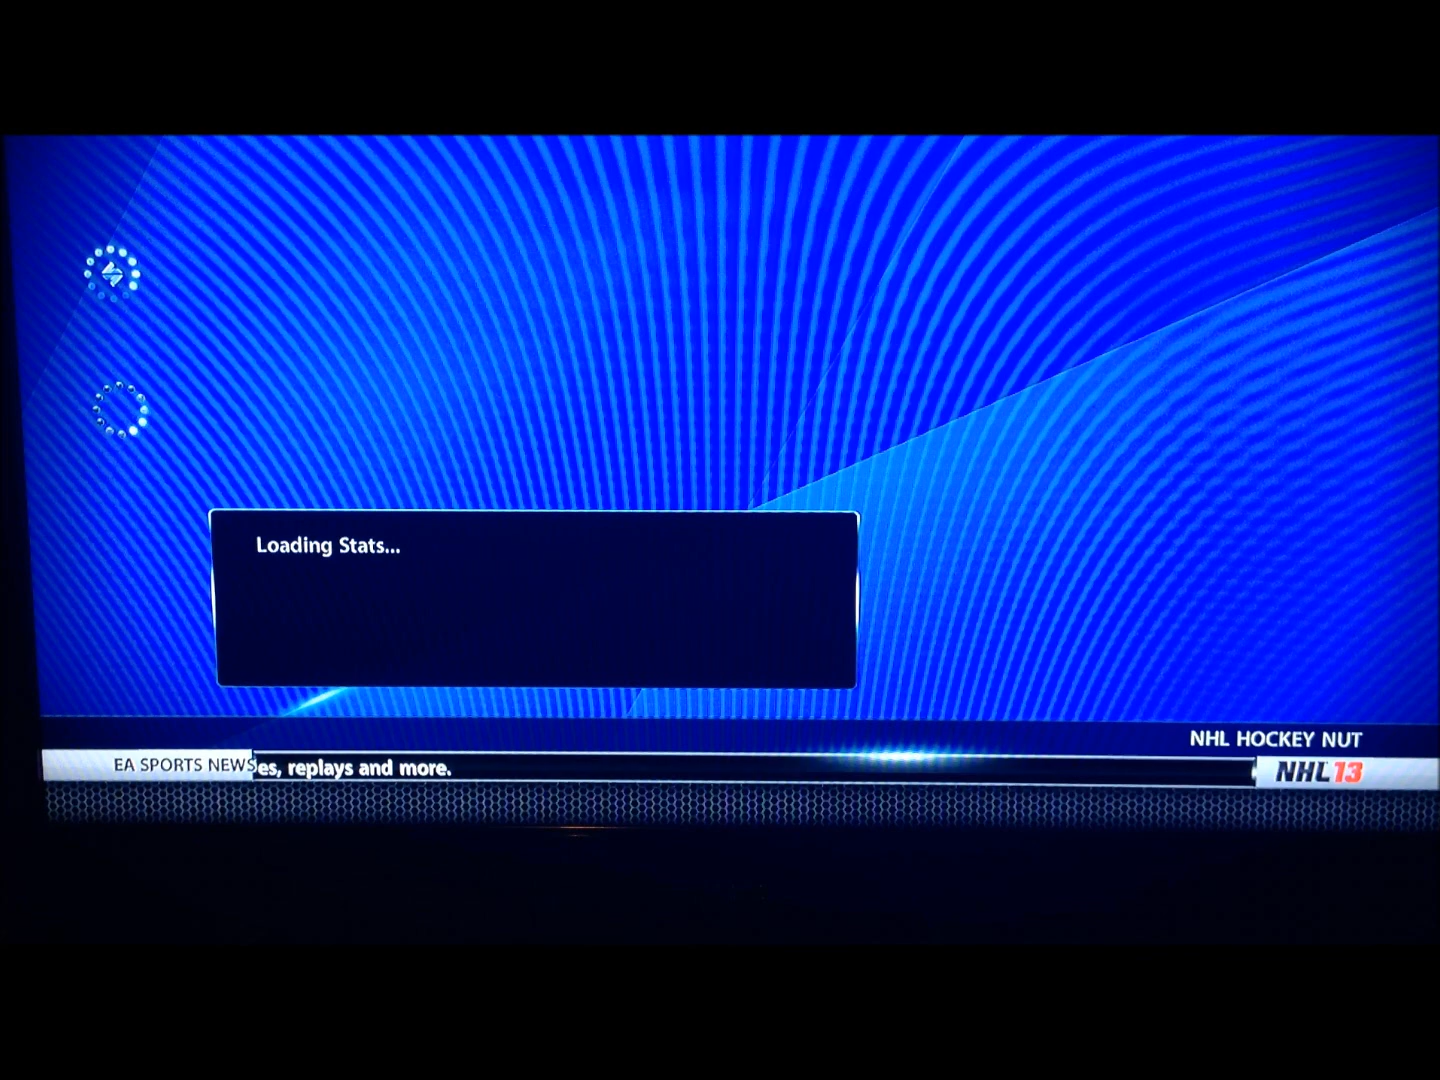 Loading Stats...
NHL HOCKEY NUT
EA SPORTS NEWS
es, replays and more.
NHL 13